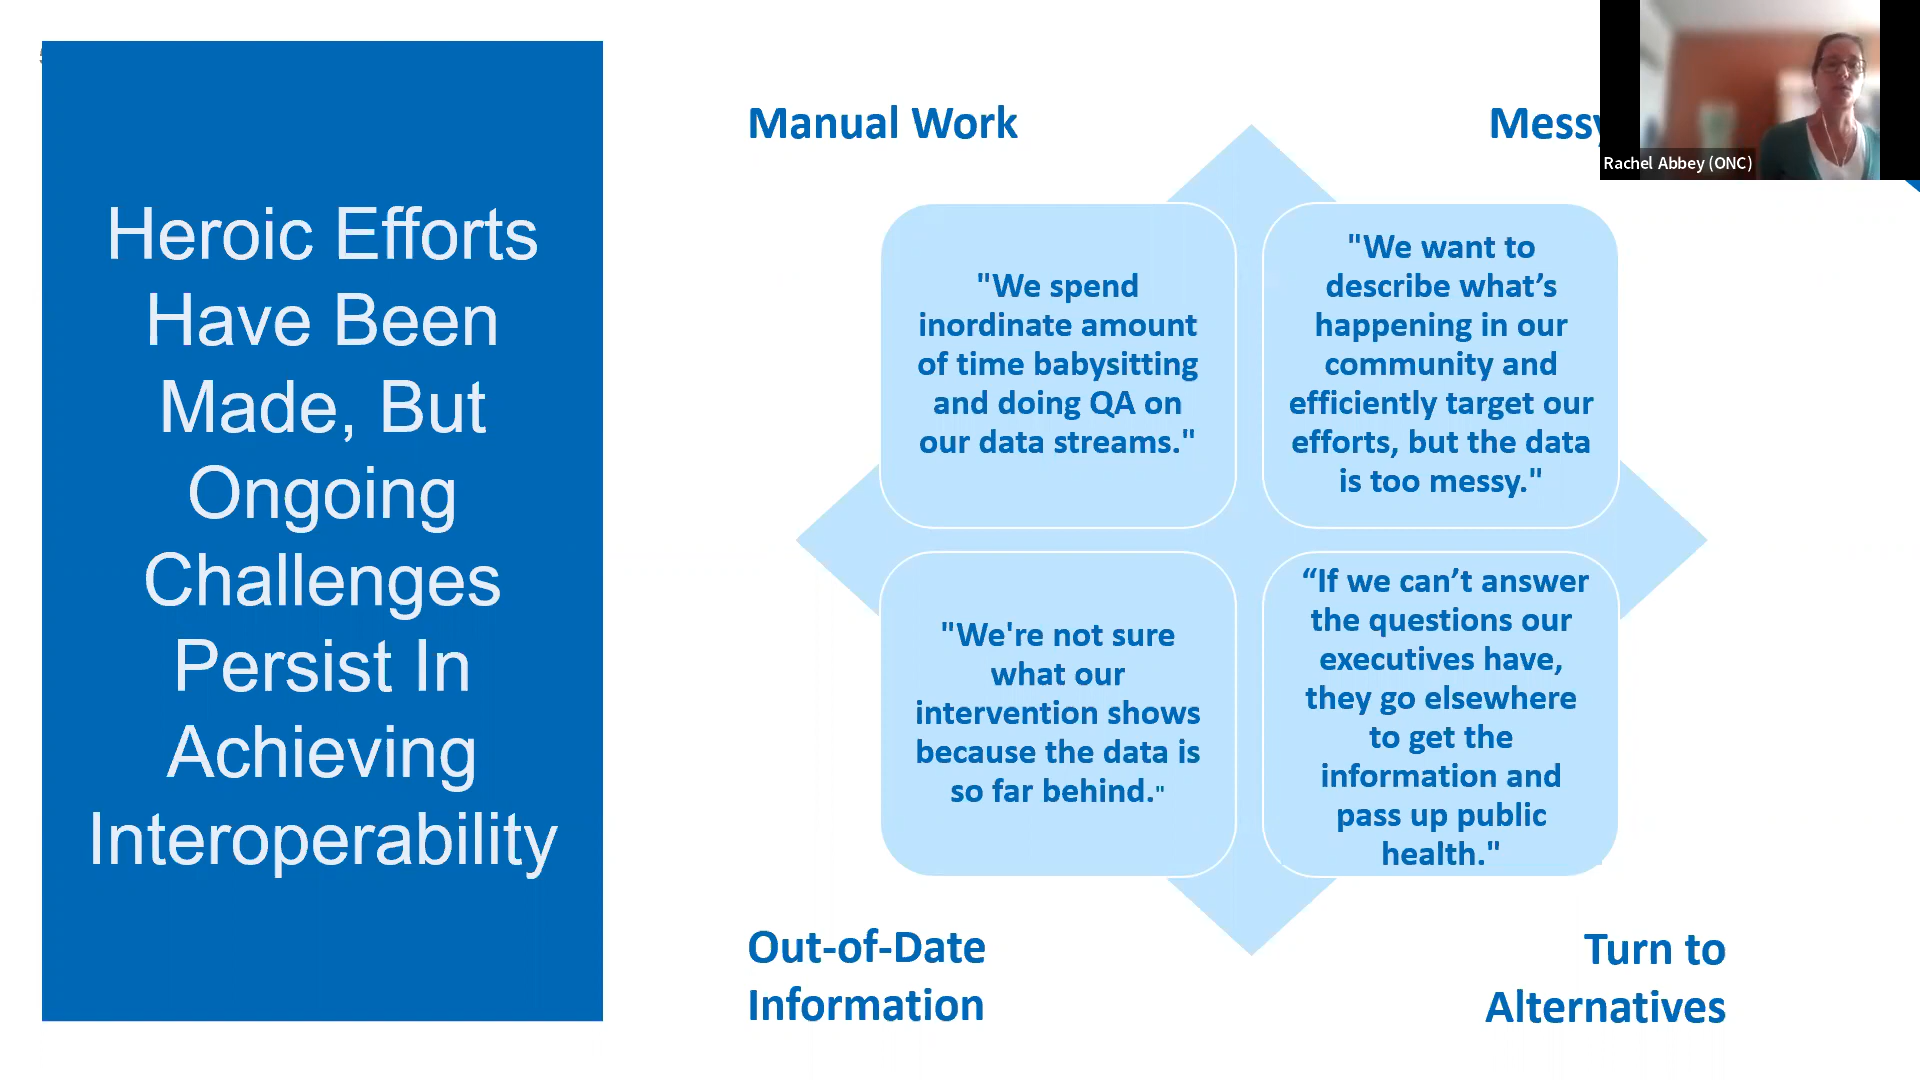 Heroic Efforts
Have Been
Made, But
Ongoing
Challenges
Persist In
Achieving
Interoperability
Manual Work
Messy
Rachel Abbey (ONC)
"We spend
inordinate amount
of time babysitting
and doing QA on
our data streams."
"We want to
describe what’s
happening in our
community and
efficiently target our
efforts, but the data
is too messy."
"We're not sure
what our
intervention shows
because the data is
so far behind."
“If we can’t answer
the questions our
executives have,
they go elsewhere
to get the
information and
pass up public
health."
Out-of-Date
Information
Turn to
Alternatives